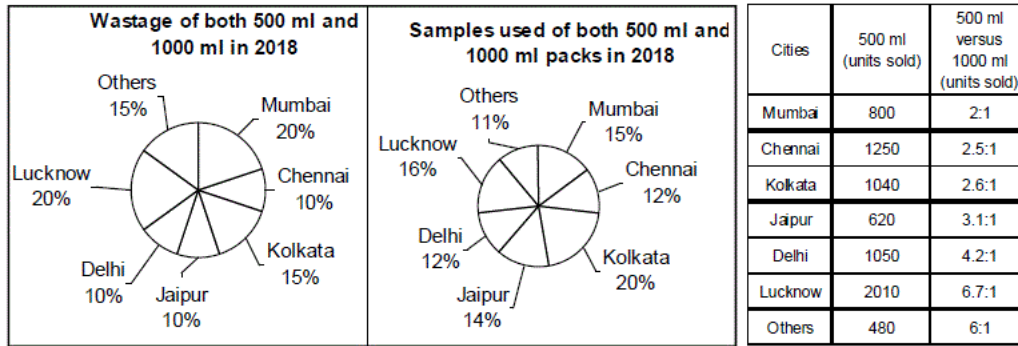 Wastage of both 500 ml and
1000 ml in 2018
Others
15%
Mumbai
20%
Lucknow
20%
Chennai
10%
Kolkata
15%
Delhi
10%
Jaipur
10%
Samples used of both 500 ml and
1000 ml packs in 2018
Others
11%
Mumbai
15%
Lucknow
16%
Chennai
12%
Delhi
12%
Kolkata
20%
Jaipur
14%
Cities
500 ml
(units sold)
500 ml
versus
1000 ml
(units sold)
Mumbai 800 2:1
Chennai 1250 2.5:1
Kolkata 1040 2.6:1
Jaipur 620 3.1:1
Delhi 1050 4.2:1
Lucknow 2010 6.7:1
Others 480 6:1